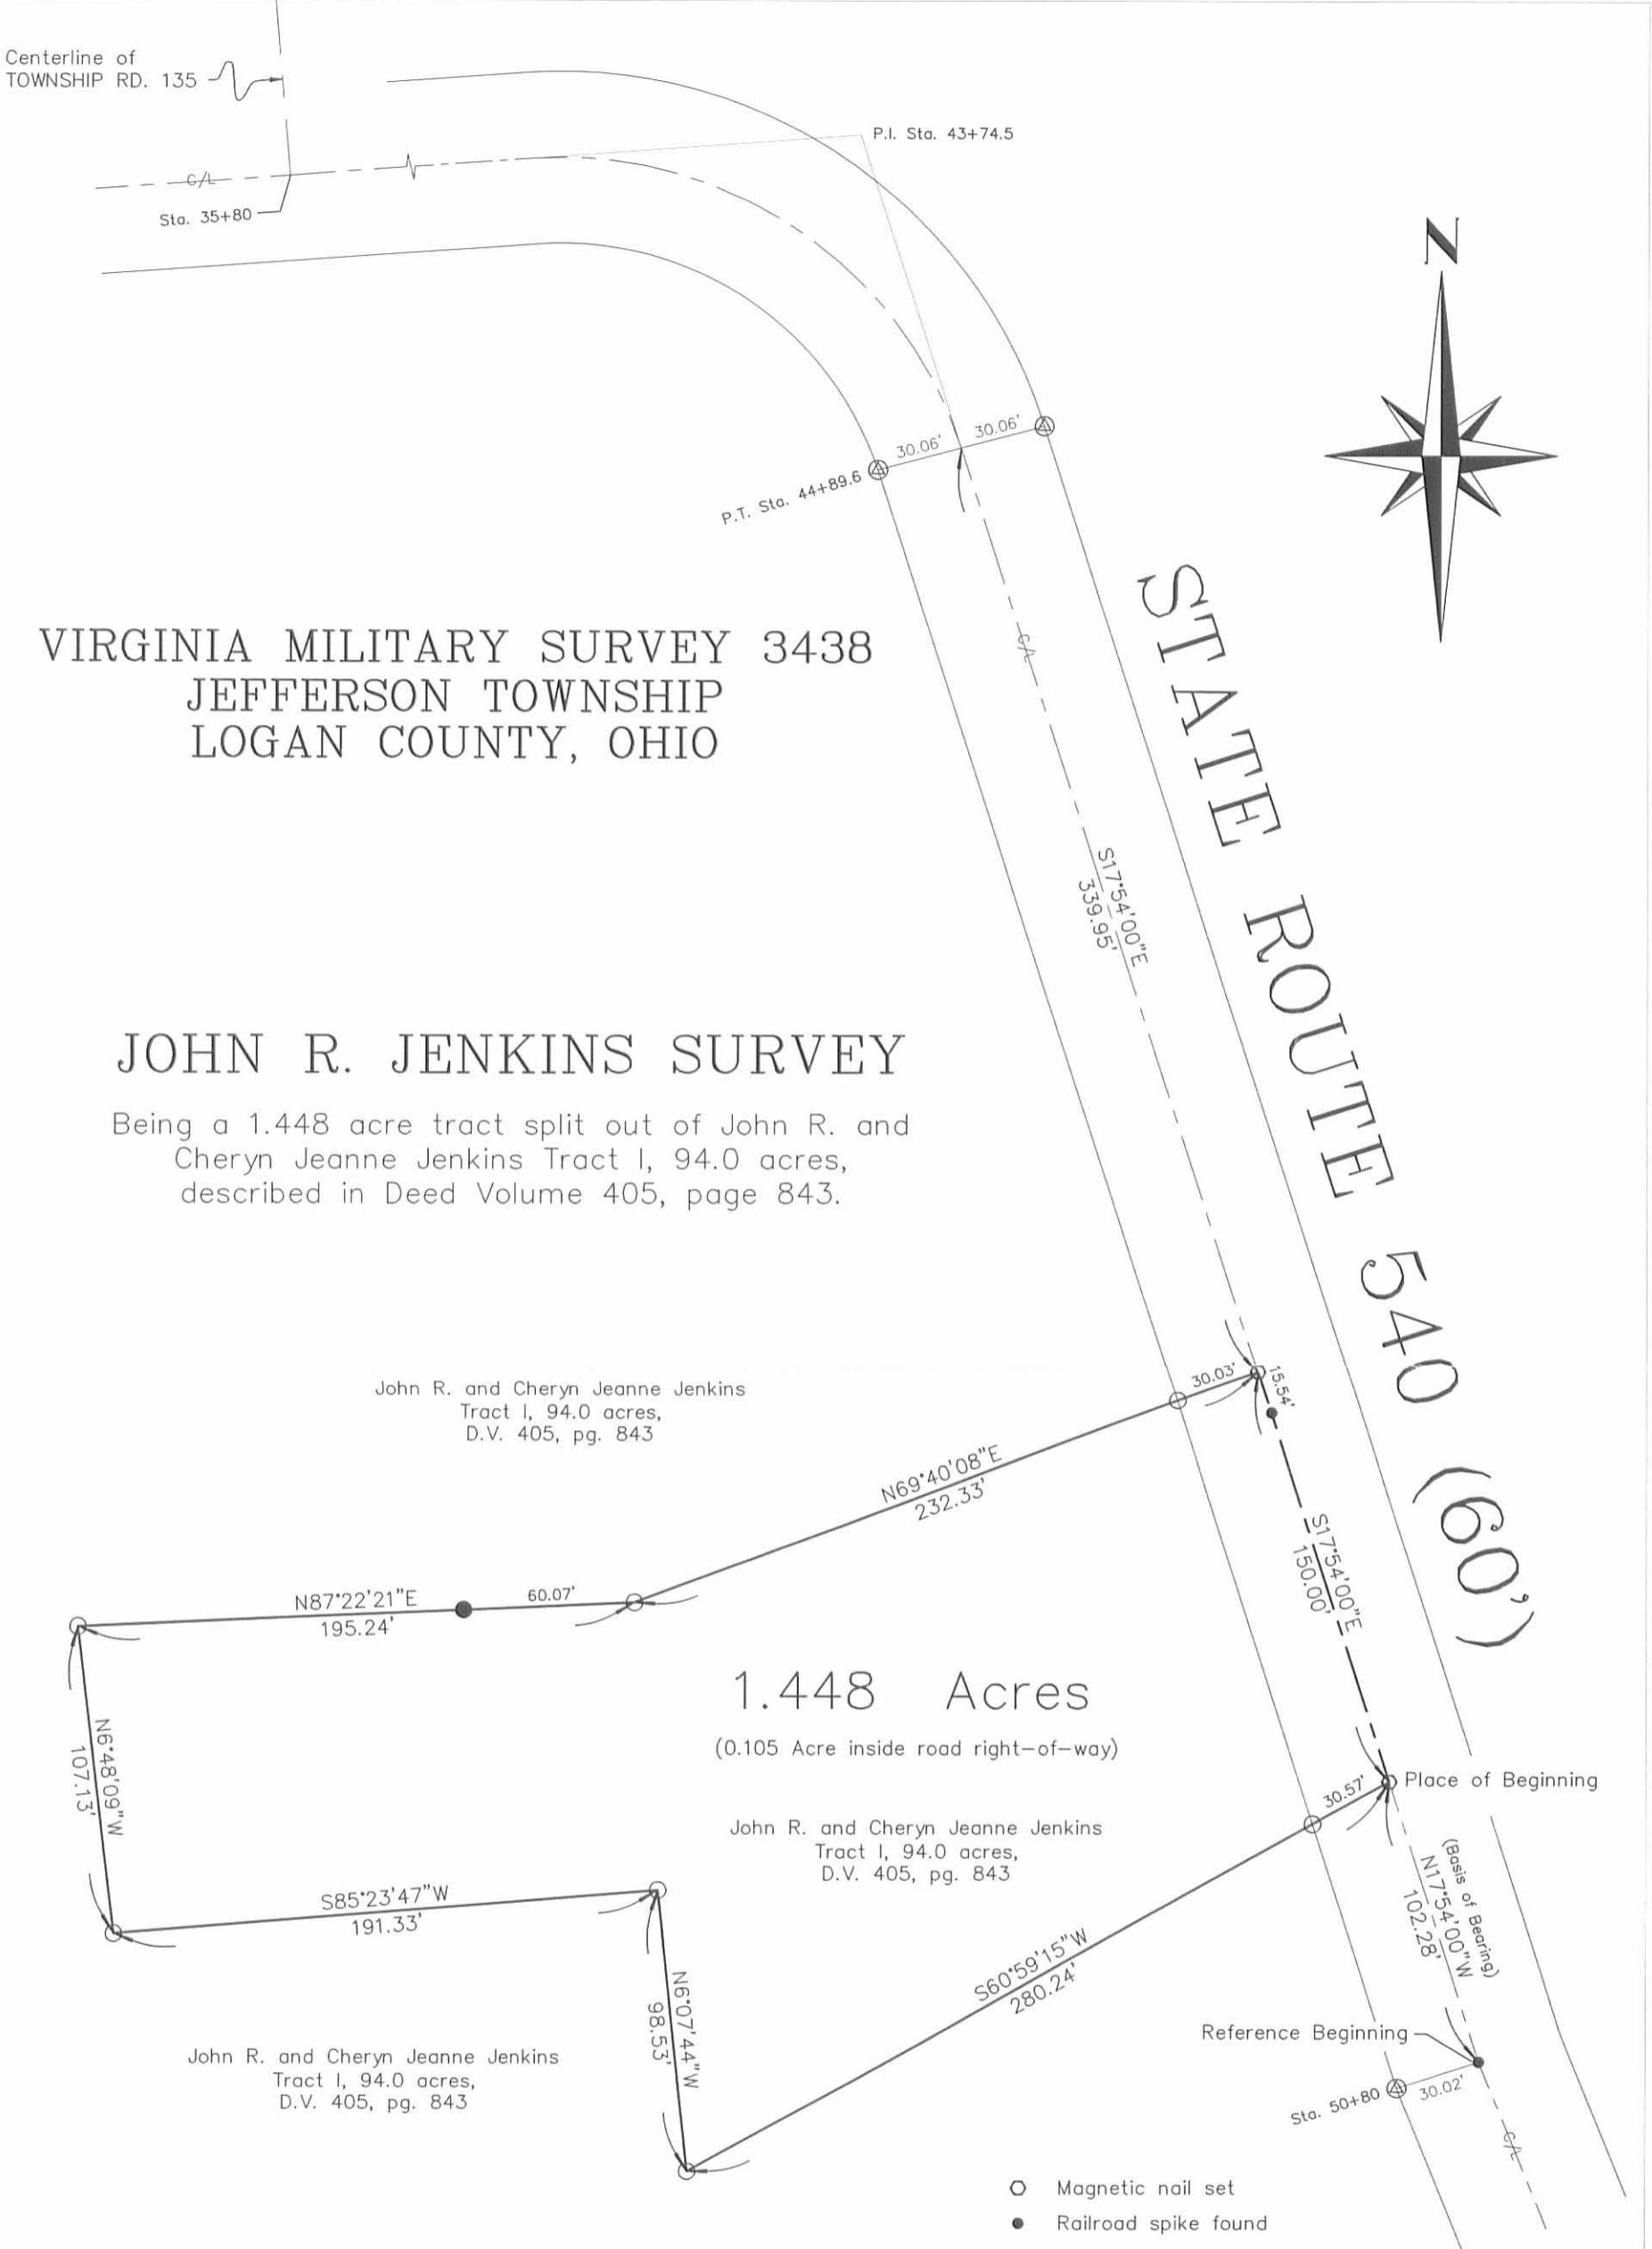 Centerline of
TOWNSHIP RD. 135
P.I. Sta. 43+74.5
C/L
Sta. 35+80
N
30.06'
30.06'
P.T. Sta. 44+89.6
C/L
VIRGINIA MILITARY SURVEY 3438
JEFFERSON TOWNSHIP
LOGAN COUNTY, OHIO
STATE ROUTE 540 (60')
S17°54'00"E
339.95'
JOHN R. JENKINS SURVEY
Being a 1.448 acre tract split out of John R. and
Cheryn Jeanne Jenkins Tract I, 94.0 acres,
described in Deed Volume 405, page 843.
30.03'
15.54'
John R. and Cheryn Jeanne Jenkins
Tract I, 94.0 acres,
D.V. 405, pg. 843
N69°40'08"E
232.33'
S17°54'00"E
150.00'
N87°22'21"E
195.24'
60.07'
1.448 Acres
(0.105 Acre inside road right-of-way)
N6°48'09"W
107.13'
30.57'
Place of Beginning
John R. and Cheryn Jeanne Jenkins
Tract I, 94.0 acres,
D.V. 405, pg. 843
(Basis of Bearing)
N17°54'00"W
102.28'
S85°23'47"W
191.33'
S60°59'15"W
280.24'
N6°07'44"W
98.53'
Reference Beginning
John R. and Cheryn Jeanne Jenkins
Tract I, 94.0 acres,
D.V. 405, pg. 843
Sta. 50+80
30.02'
C/L
Magnetic nail set
Railroad spike found